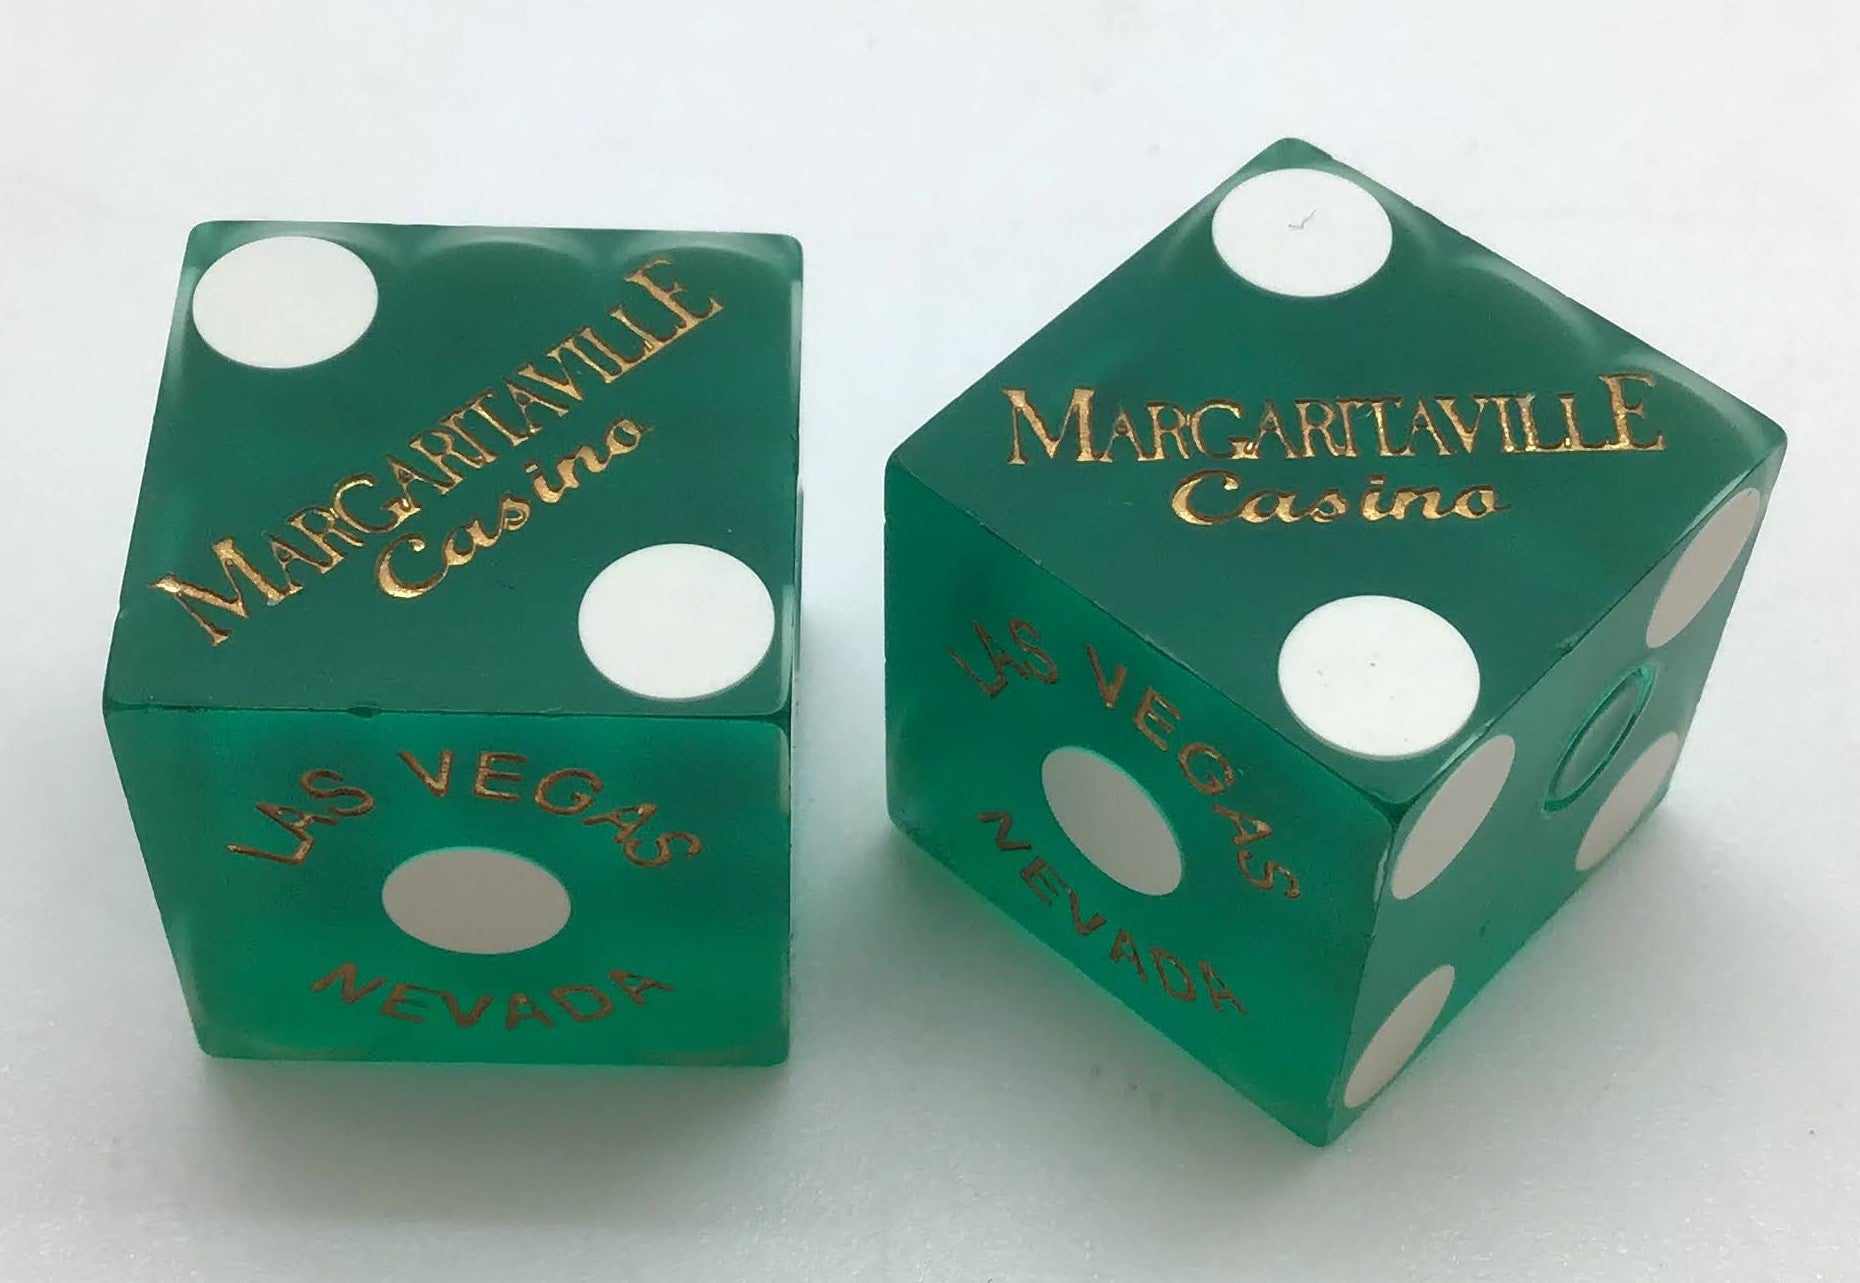 MARGARITAVILLE
Casino
LAS VEGAS
NEVADA
MARGARITAVILLE
Casino
LAS VEGAS
NEVADA